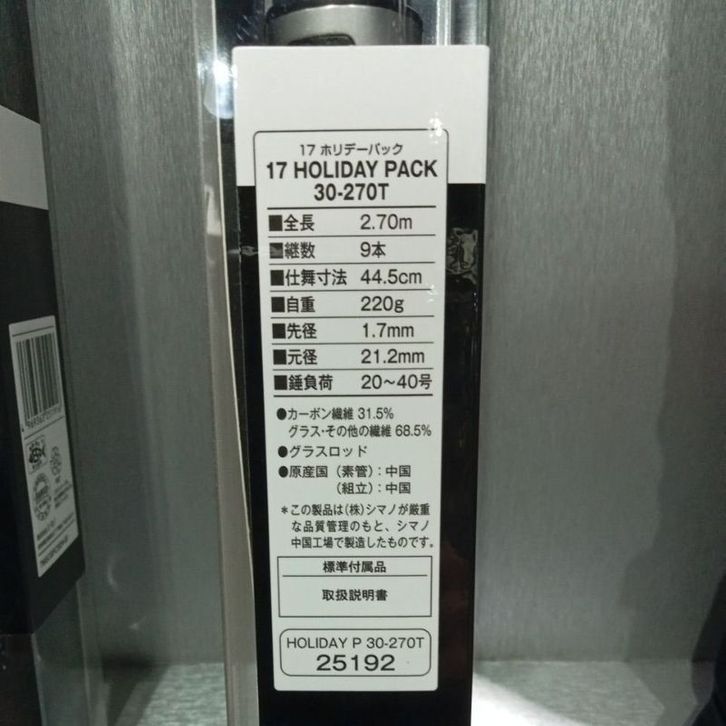 17 ホリデーパック
17 HOLIDAY PACK
30-270T
■全長 2.70m
■継数 9本
■仕舞寸法 44.5cm
■自重 220g
■先径 1.7mm
■元径 21.2mm
■錘負荷 20～40号
●カーボン繊維 31.5%
グラス・その他の繊維 68.5%
●グラスロッド
●原産国（素管）：中国
（組立）：中国
＊この製品は（株）シマノが厳重
な品質管理のもと、シマノ
中国工場で製造したものです。
標準付属品
取扱説明書
HOLIDAY P 30-270T
25192